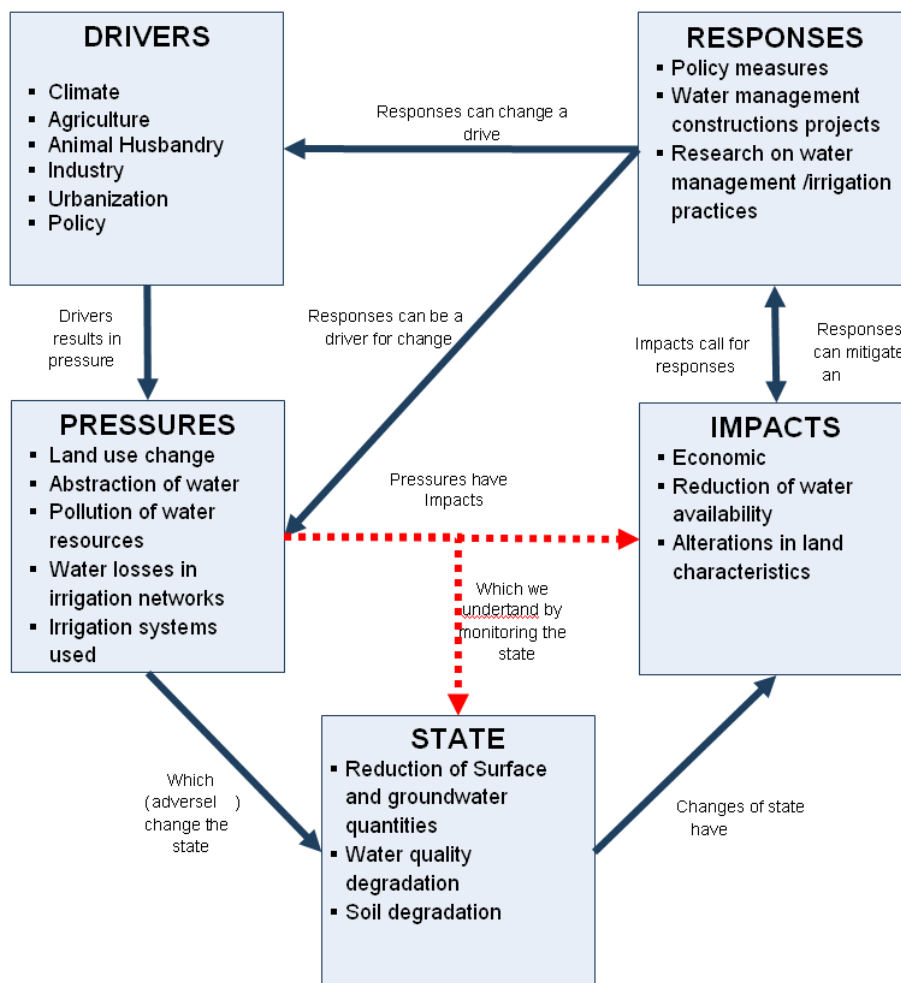 DRIVERS
▪ Climate
▪ Agriculture
▪ Animal Husbandry
▪ Industry
▪ Urbanization
▪ Policy
RESPONSES
▪ Policy measures
▪ Water management
constructions projects
▪ Research on water
management /irrigation
practices
Responses can change a
drive
Drivers
results in
pressure
Responses can be a
driver for change
Impacts call for
responses
Responses
can mitigate
an
PRESSURES
▪ Land use change
▪ Abstraction of water
▪ Pollution of water
resources
▪ Water losses in
irrigation networks
▪ Irrigation systems
used
Pressures have
Impacts
IMPACTS
▪ Economic
▪ Reduction of water
availability
▪ Alterations in land
characteristics
Which we
undertand by
monitoring the
state
STATE
▪ Reduction of Surface
and groundwater
quantities
▪ Water quality
degradation
▪ Soil degradation
Which
(adversel )
change the
state
Changes of state
have